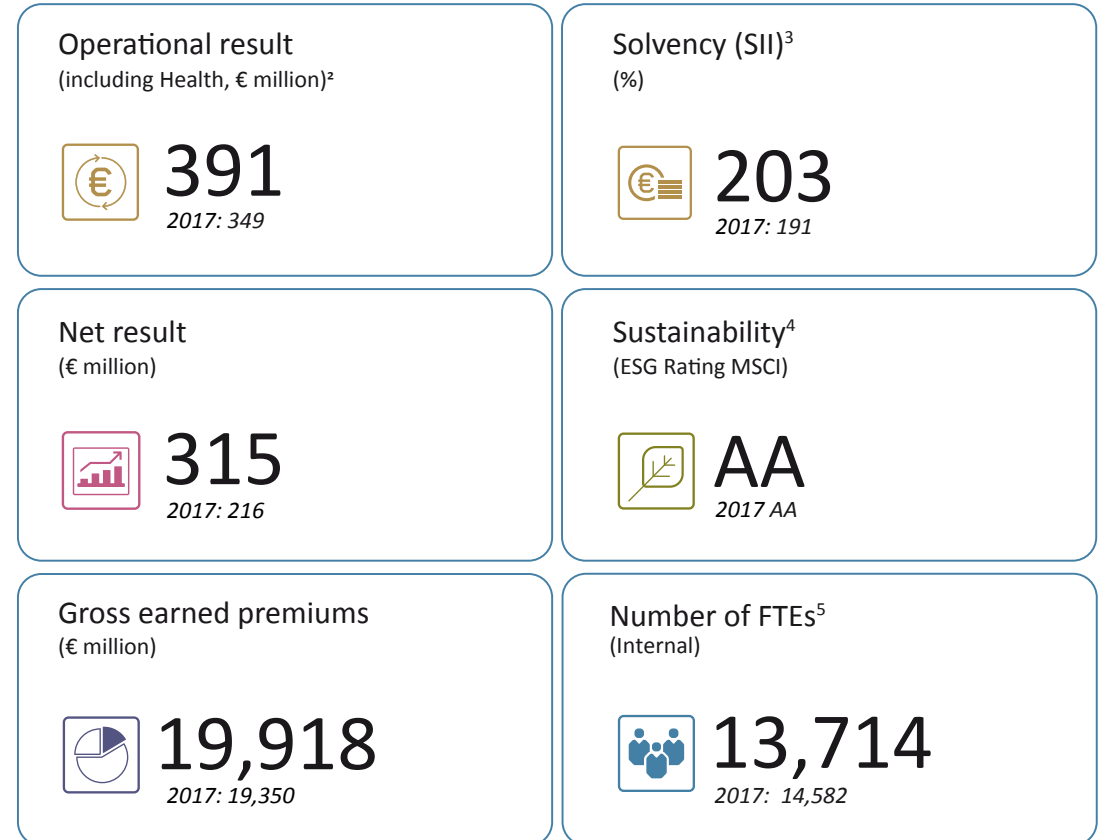 Operational result
(including Health, € million)²
391
2017: 349
Solvency (SII)³
(%)
203
2017: 191
Net result
(€ million)
315
2017: 216
Sustainability⁴
(ESG Rating MSCI)
AA
2017 AA
Gross earned premiums
(€ million)
19,918
2017: 19,350
Number of FTEs⁵
(Internal)
13,714
2017: 14,582